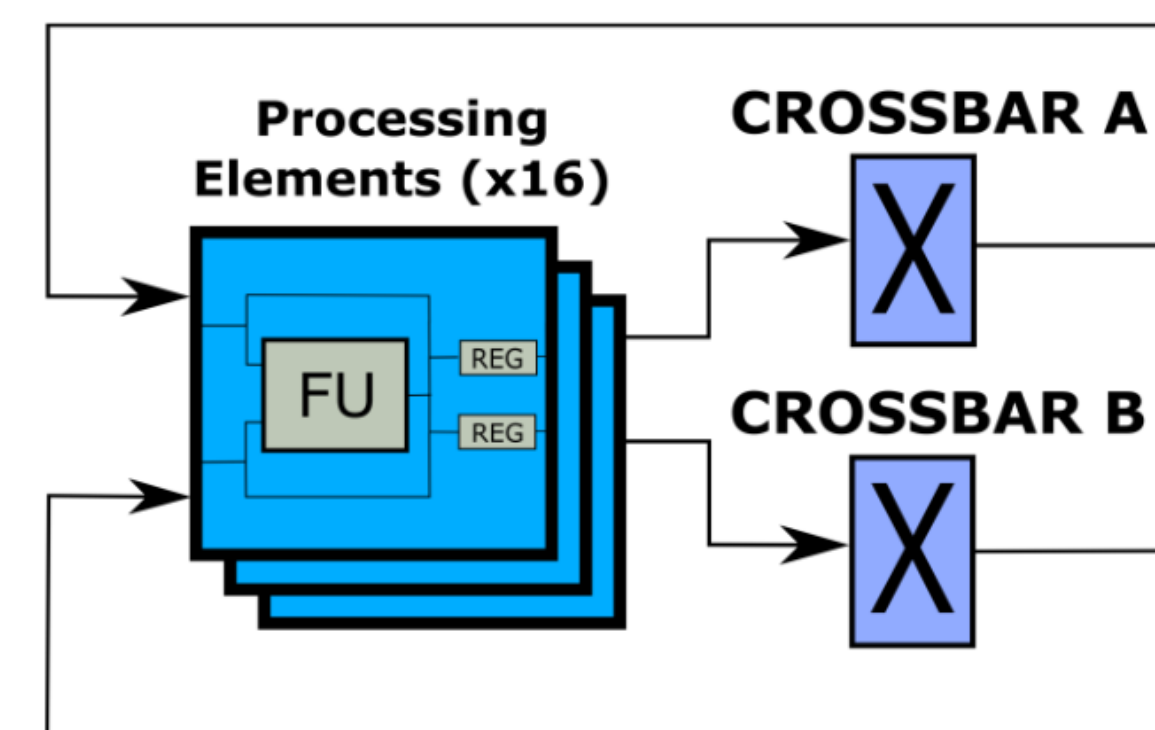 Processing
Elements (x16)
CROSSBAR A
X
FU
REG
REG
CROSSBAR B
X